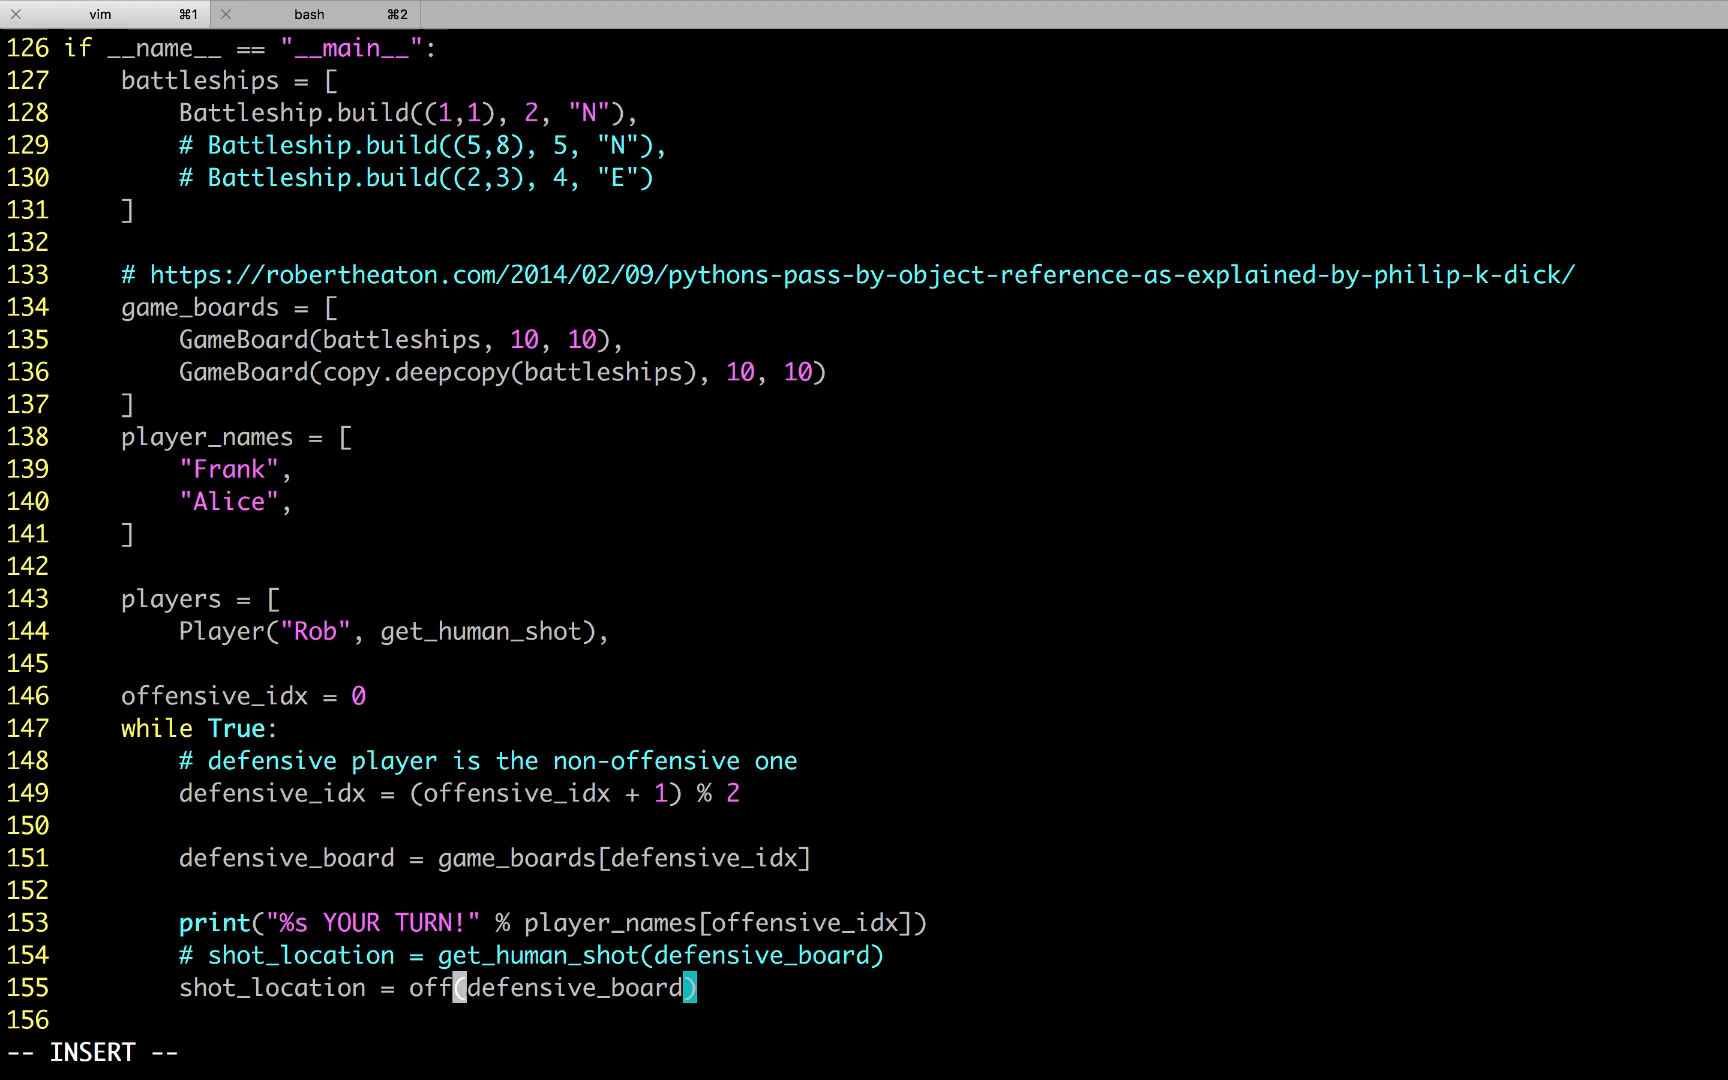 vim ⌘1 bash ⌘2
126 if __name__ == "__main__":
127     battleships = [
128         Battleship.build((1,1), 2, "N"),
129         # Battleship.build((5,8), 5, "N"),
130         # Battleship.build((2,3), 4, "E")
131     ]
132
133     # https://robertheaton.com/2014/02/09/pythons-pass-by-object-reference-as-explained-by-philip-k-dick/
134     game_boards = [
135         GameBoard(battleships, 10, 10),
136         GameBoard(copy.deepcopy(battleships), 10, 10)
137     ]
138     player_names = [
139         "Frank",
140         "Alice",
141     ]
142
143     players = [
144         Player("Rob", get_human_shot),
145
146     offensive_idx = 0
147     while True:
148         # defensive player is the non-offensive one
149         defensive_idx = (offensive_idx + 1) % 2
150
151         defensive_board = game_boards[defensive_idx]
152
153         print("%s YOUR TURN!" % player_names[offensive_idx])
154         # shot_location = get_human_shot(defensive_board)
155         shot_location = off(defensive_board)
156
-- INSERT --